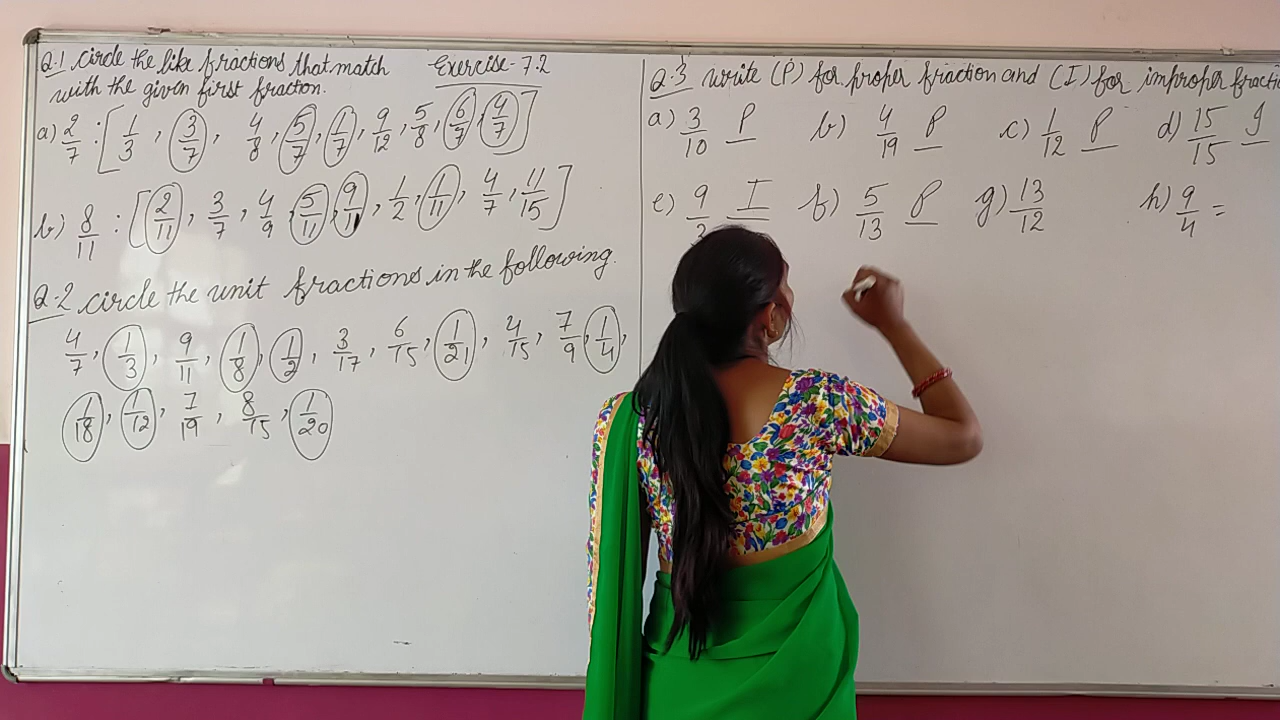 Q.1 Circle the like fractions that match Exercise-7.2
with the given first fraction.
a) 2/7 : [1/3, 3/7, 4/8, 5/7, 1/7, 9/12, 5/8, 6/7, 4/7]
b) 8/11 : [2/11, 3/7, 4/9, 5/11, 9/11, 1/2, 1/11, 4/7, 11/15]
Q.2 circle the unit fractions in the following.
4/7, 1/3, 9/11, 1/8, 1/2, 3/17, 6/15, 1/21, 4/15, 7/9, 1/4,
1/18, 1/12, 7/19, 8/15, 1/20
Q.3 write (P) for proper fraction and (I) for improper
a) 3/10 P b) 4/19 P c) 1/12 P d) 15/15 I
e) 9 I f) 5/13 P g) 13/12 h) 9/4 =